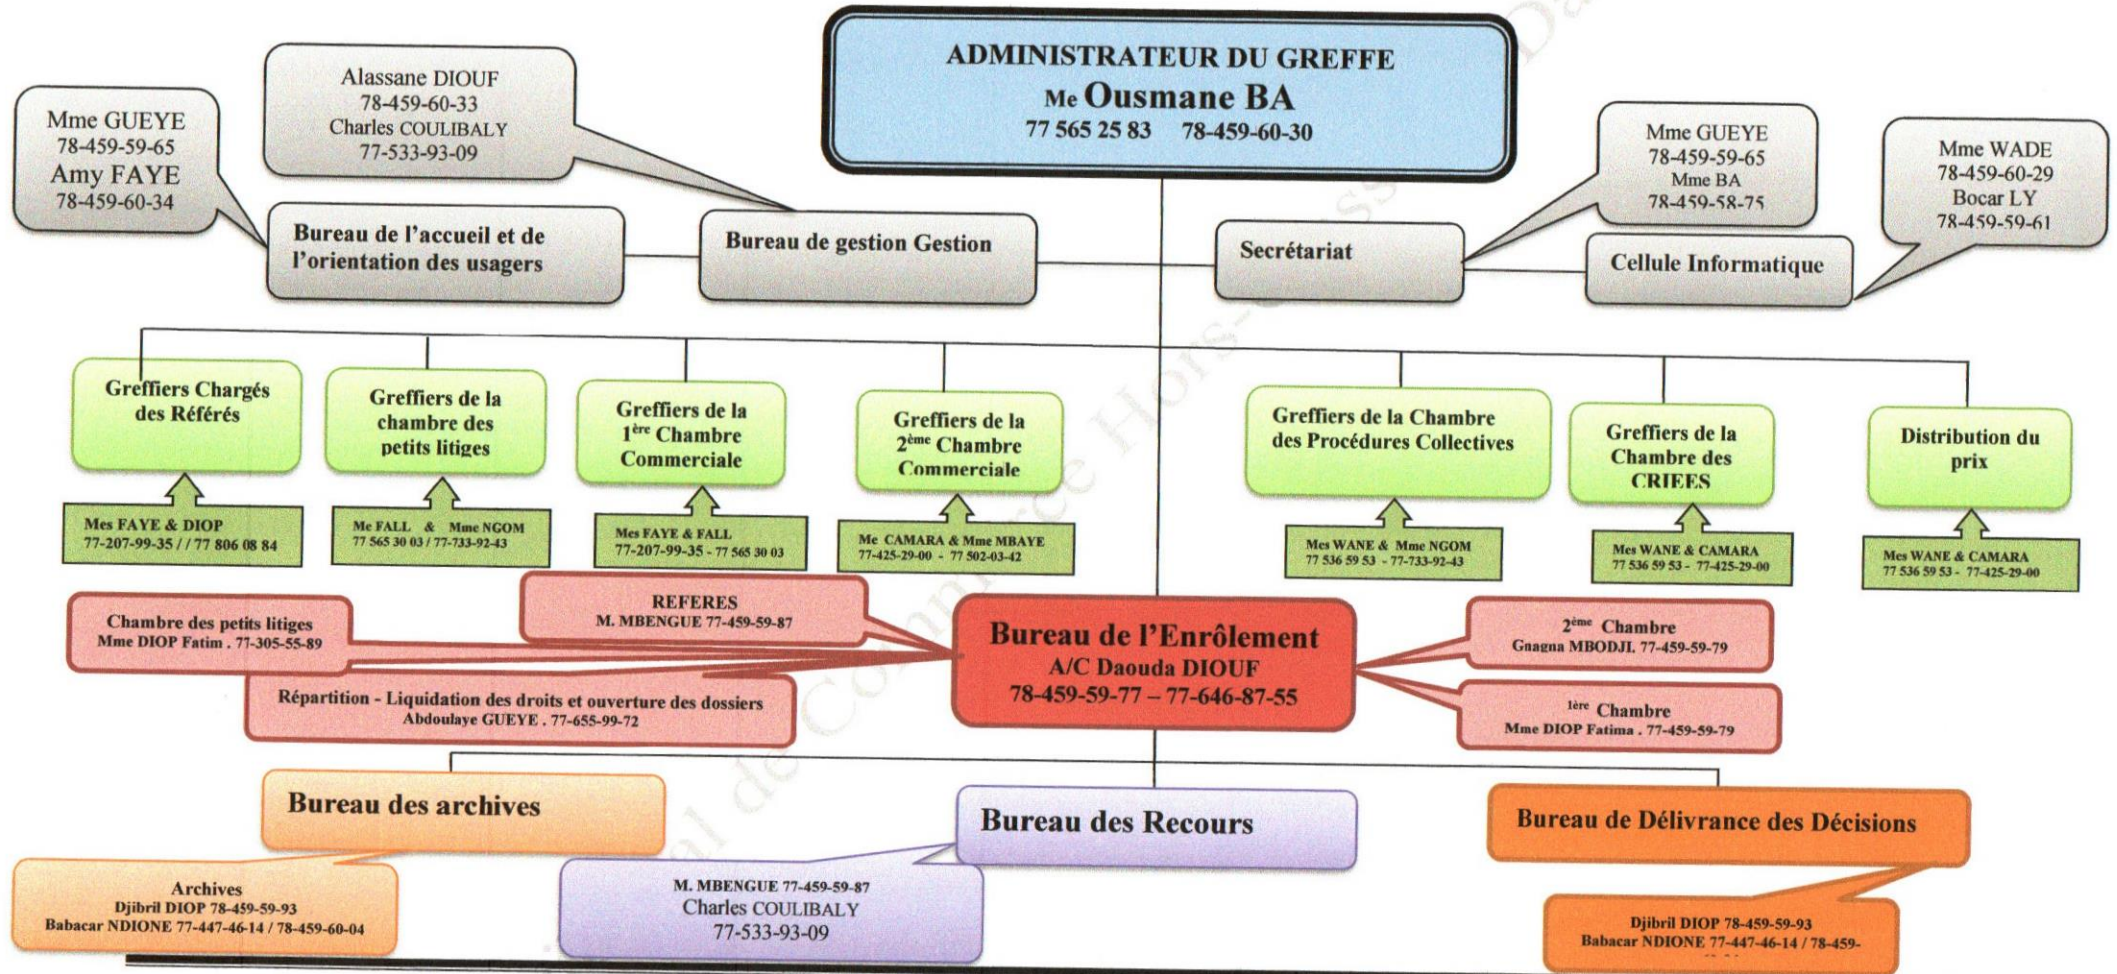 ADMINISTRATEUR DU GREFFE
Me Ousmane BA
77 565 25 83 78-459-60-30
Mme GUEYE
78-459-59-65
Amy FAYE
78-459-60-34
Alassane DIOUF
78-459-60-33
Charles COULIBALY
77-533-93-09
Mme GUEYE
78-459-59-65
Mme BA
78-459-58-75
Mme WADE
78-459-60-29
Bocar LY
78-459-59-61
Bureau de l'accueil et de
l'orientation des usagers
Bureau de gestion Gestion
Secrétariat
Cellule Informatique
Greffiers Chargés
des Référés
Greffiers de la
chambre des
petits litiges
Greffiers de la
1ère Chambre
Commerciale
Greffiers de la
2ème Chambre
Commerciale
Greffiers de la Chambre
des Procédures Collectives
Greffiers de la
Chambre des
CRIEES
Distribution du
prix
Mes FAYE & DIOP
77-207-99-35 / / 77 806 08 84
Me FALL & Mme NGOM
77 565 30 03 / 77-733-92-43
Mes FAYE & FALL
77-207-99-35 - 77 565 30 03
Me CAMARA & Mme MBAYE
77-425-29-00 - 77 502-03-42
Mes WANE & Mme NGOM
77 536 59 53 - 77-733-92-43
Mes WANE & CAMARA
77 536 59 53 - 77-425-29-00
Mes WANE & CAMARA
77 536 59 53 - 77-425-29-00
REFERES
M. MBENGUE 77-459-59-87
Chambre des petits litiges
Mme DIOP Fatim . 77-305-55-89
Répartition - Liquidation des droits et ouverture des dossiers
Abdoulaye GUEYE . 77-655-99-72
Bureau de l'Enrôlement
A/C Daouda DIOUF
78-459-59-77 – 77-646-87-55
2ème Chambre
Gnagna MBODJI. 77-459-59-79
1ère Chambre
Mme DIOP Fatima . 77-459-59-79
Bureau des archives
Bureau des Recours
Bureau de Délivrance des Décisions
Archives
Djibril DIOP 78-459-59-93
Babacar NDIONE 77-447-46-14 / 78-459-60-04
M. MBENGUE 77-459-59-87
Charles COULIBALY
77-533-93-09
Djibril DIOP 78-459-59-93
Babacar NDIONE 77-447-46-14 / 78-459-